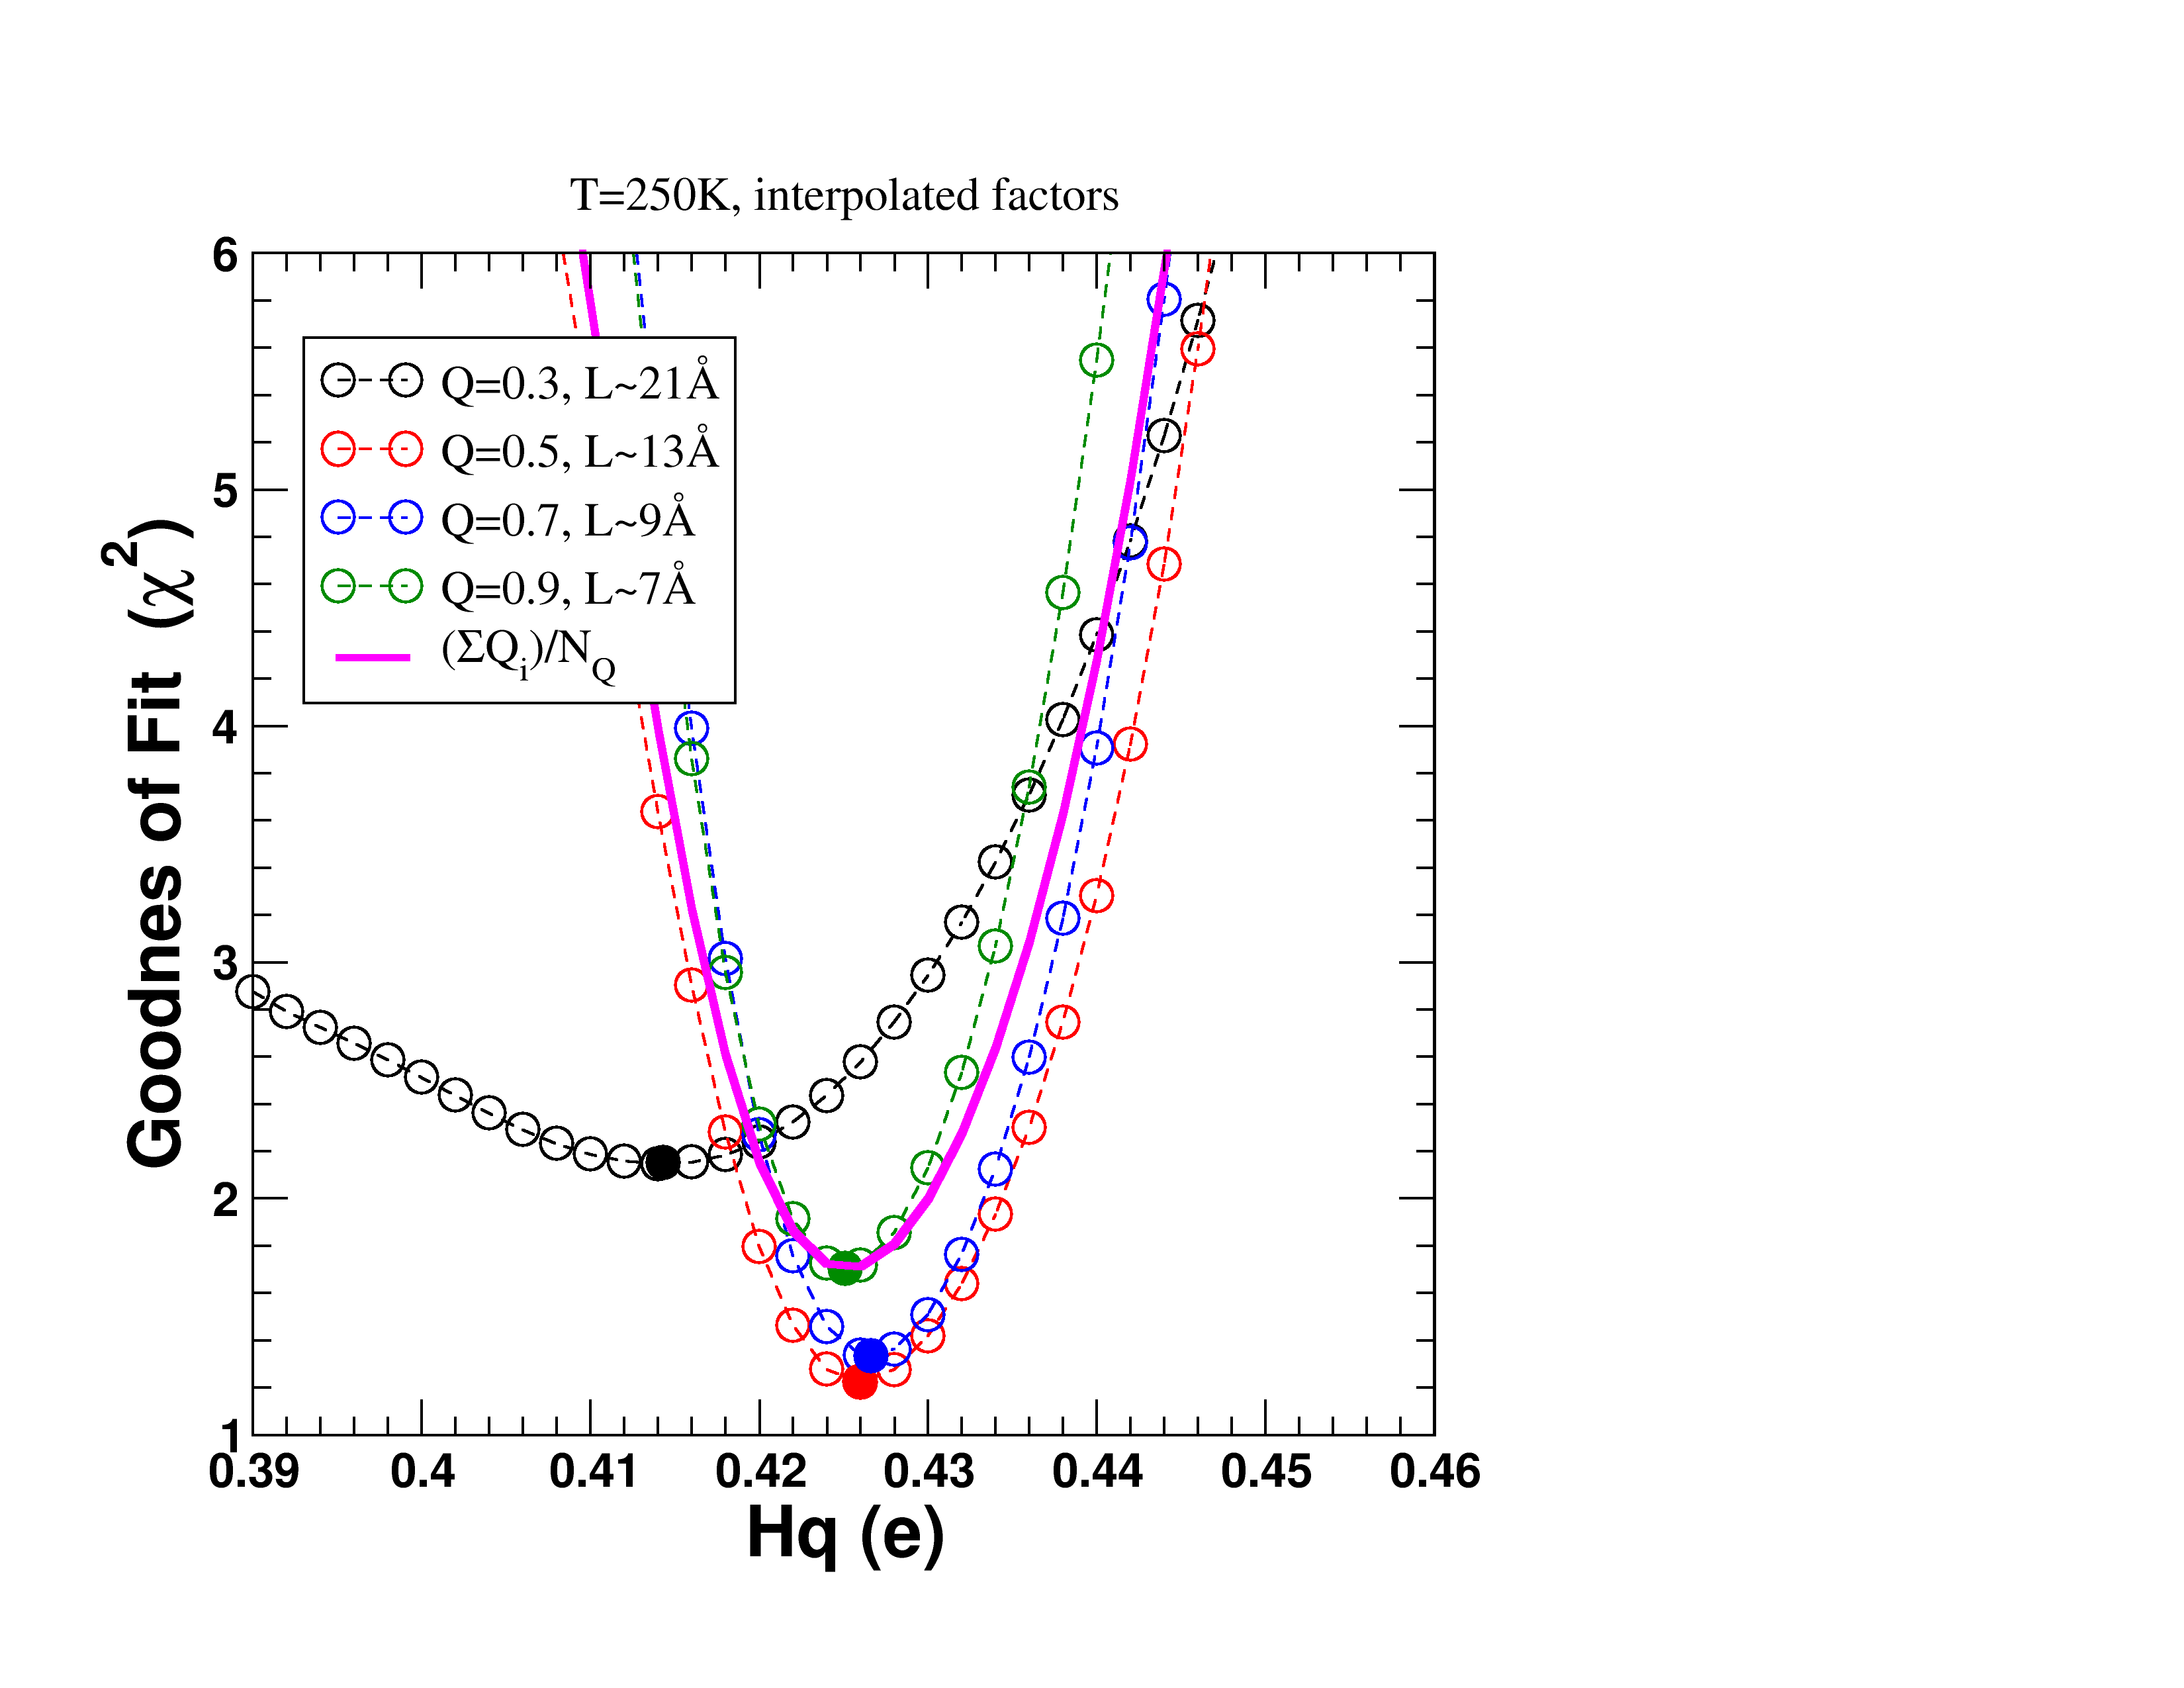 T=250K, interpolated factors
Goodness of Fit (χ²)
6
5
4
3
2
1
Q=0.3, L~21Å
Q=0.5, L~13Å
Q=0.7, L~9Å
Q=0.9, L~7Å
(ΣQi)/NQ
0.39 0.4 0.41 0.42 0.43 0.44 0.45 0.46
Hq (e)